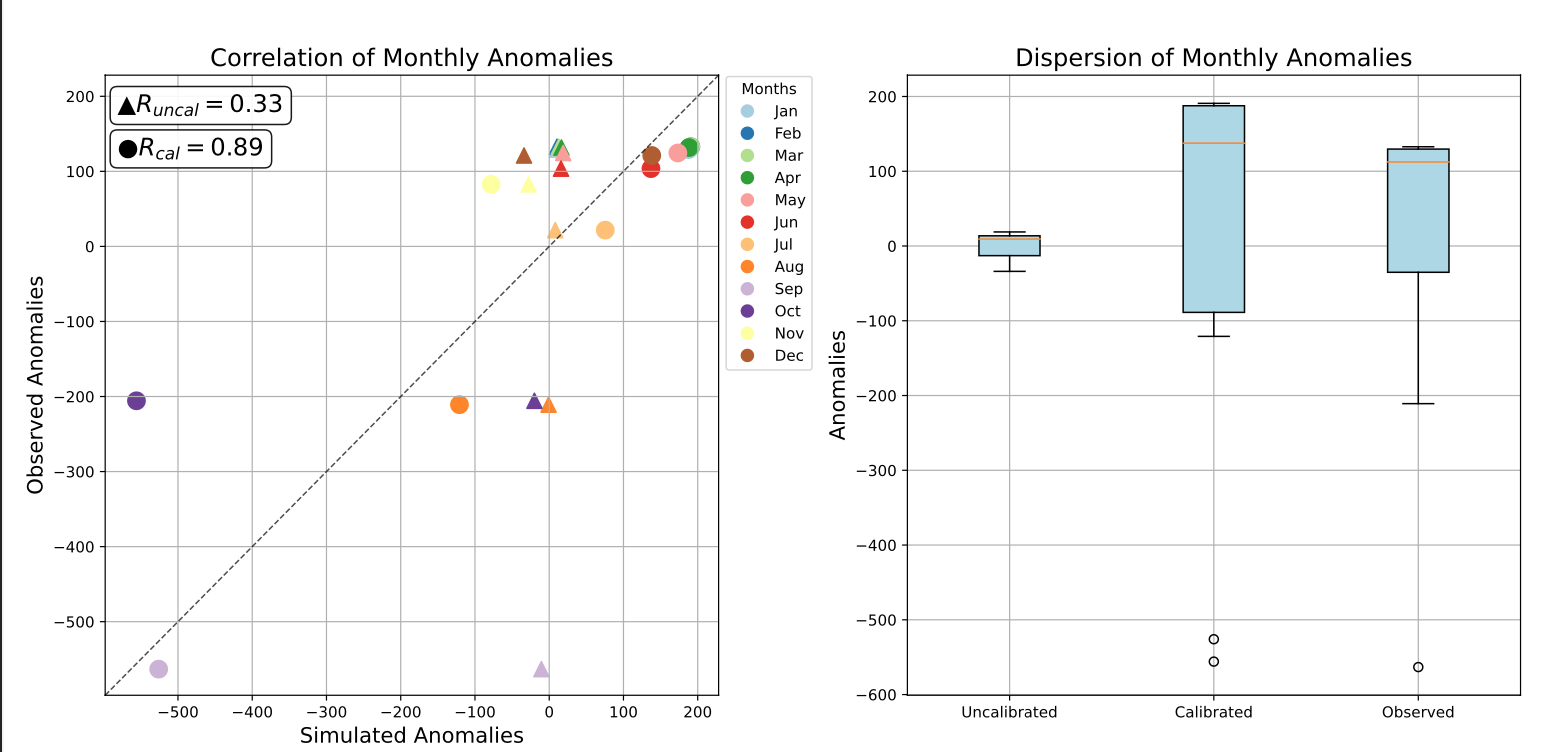 Correlation of Monthly Anomalies
▲R_uncal = 0.33
●R_cal = 0.89
200
100
0
−100
−200
−300
−400
−500
Observed Anomalies
−500 −400 −300 −200 −100 0 100 200
Simulated Anomalies
Months
Jan
Feb
Mar
Apr
May
Jun
Jul
Aug
Sep
Oct
Nov
Dec
Dispersion of Monthly Anomalies
200
100
0
−100
−200
−300
−400
−500
−600
Anomalies
Uncalibrated Calibrated Observed